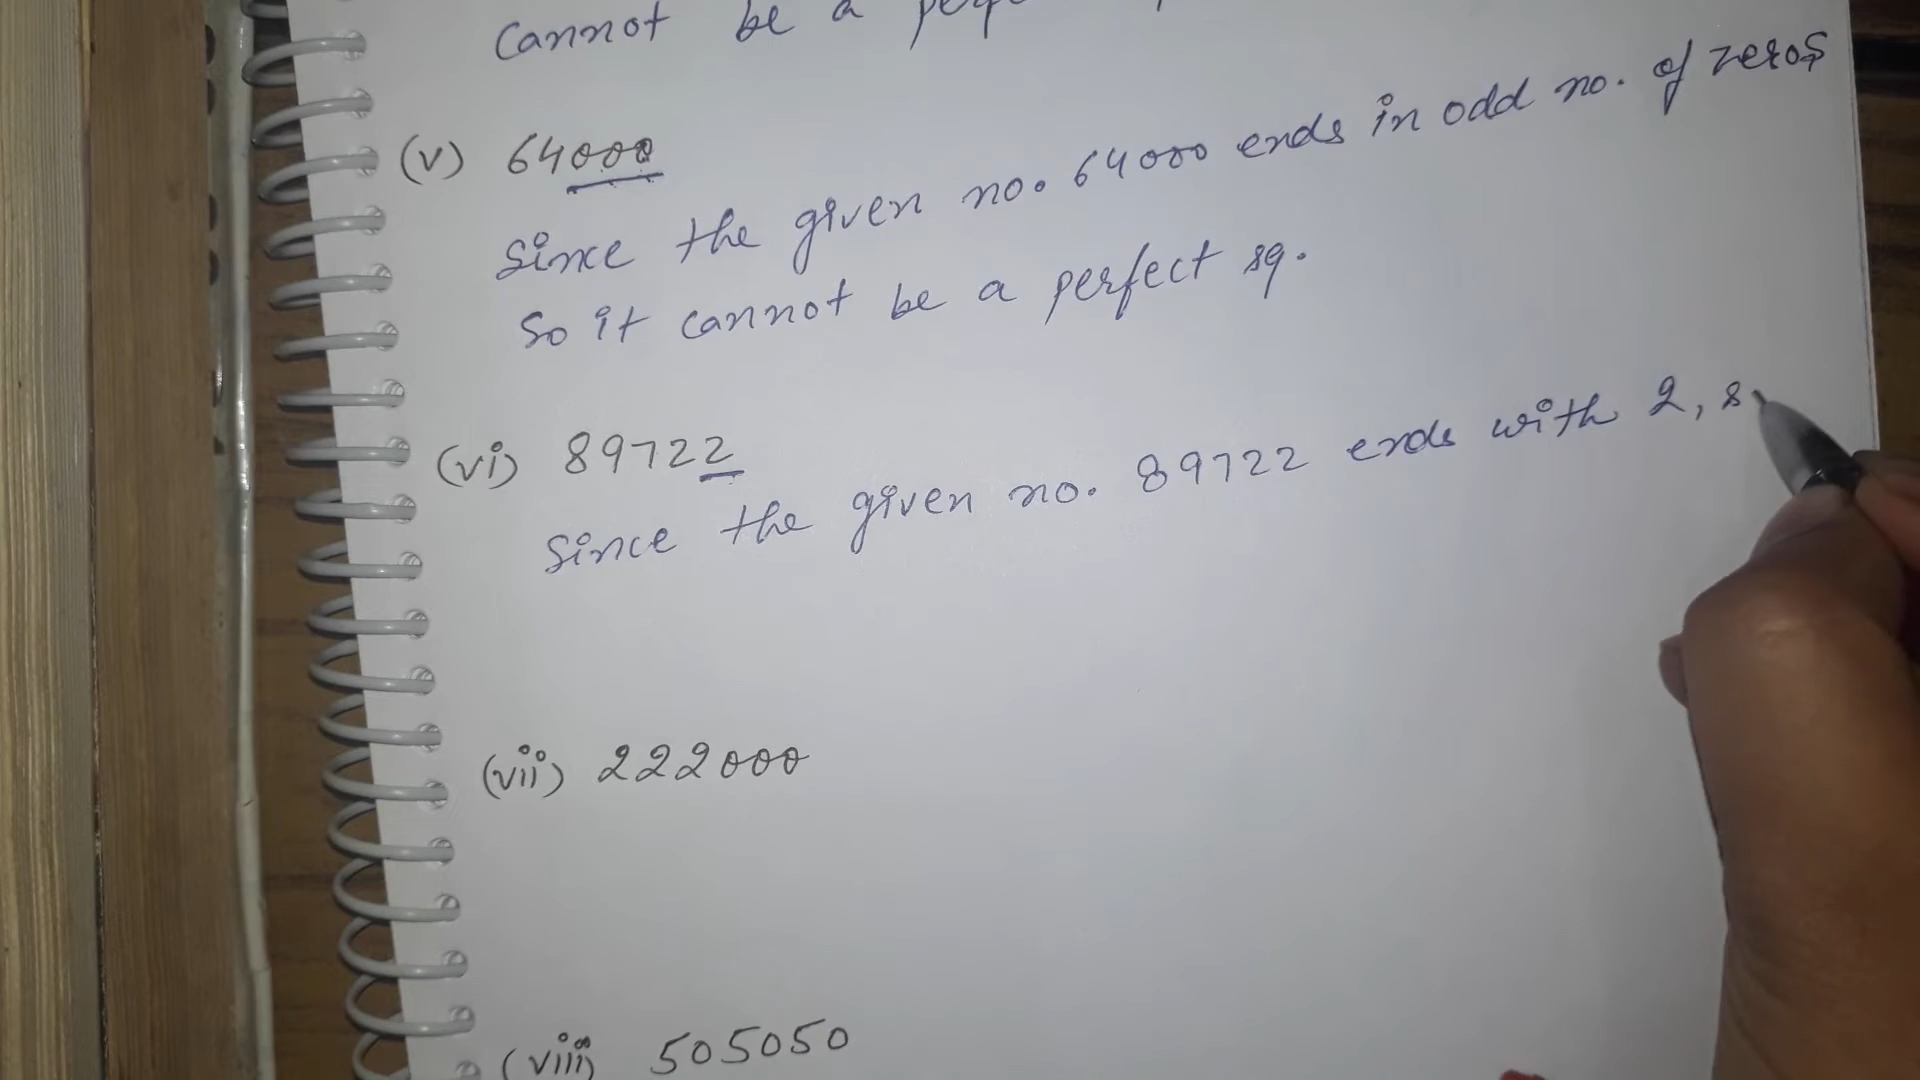 cannot be a
(v) 64000
Since the given no. 64000 ends in odd no. of zeros
So it cannot be a perfect sq.
(vi) 89722
Since the given no. 89722 ends with 2, s
(vii) 222000
(viii) 505050